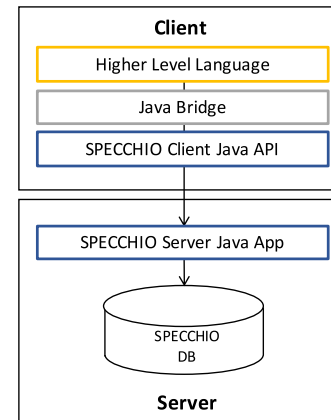 Client
Higher Level Language
Java Bridge
SPECCHIO Client Java API
SPECCHIO Server Java App
SPECCHIO
DB
Server